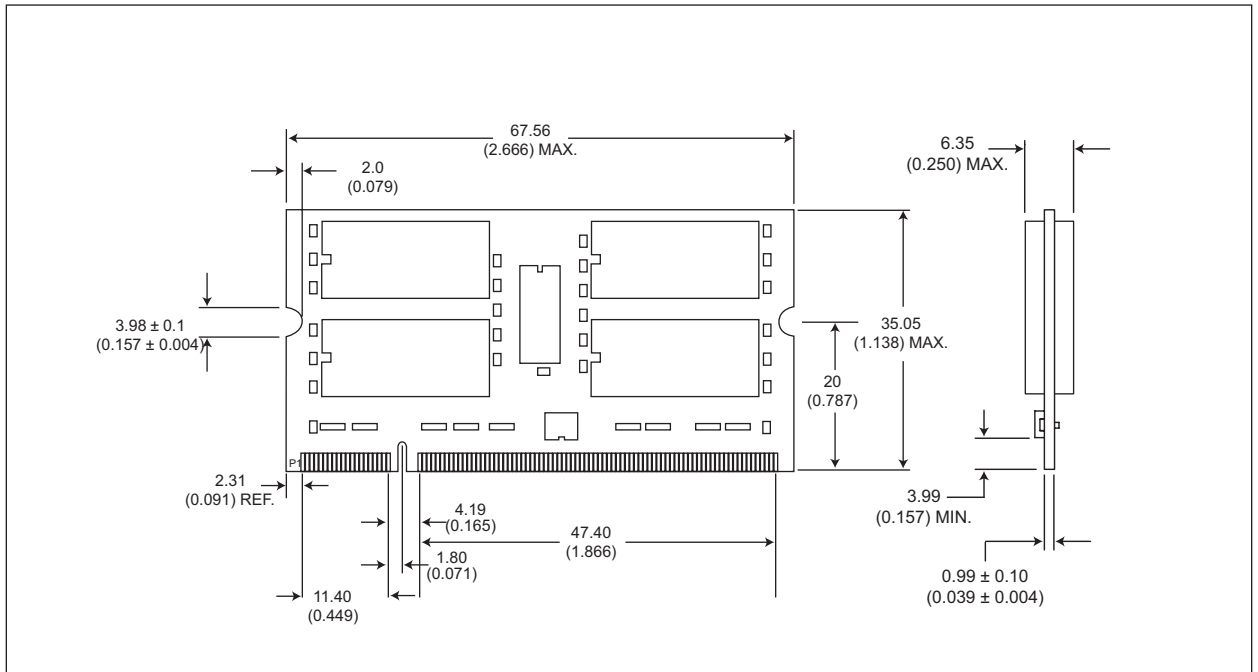 67.56
(2.666) MAX.
2.0
(0.079)
6.35
(0.250) MAX.
3.98 ± 0.1
(0.157 ± 0.004)
35.05
(1.138) MAX.
20
(0.787)
P1
2.31
(0.091) REF.
4.19
(0.165)
47.40
(1.866)
1.80
(0.071)
11.40
(0.449)
3.99
(0.157) MIN.
0.99 ± 0.10
(0.039 ± 0.004)